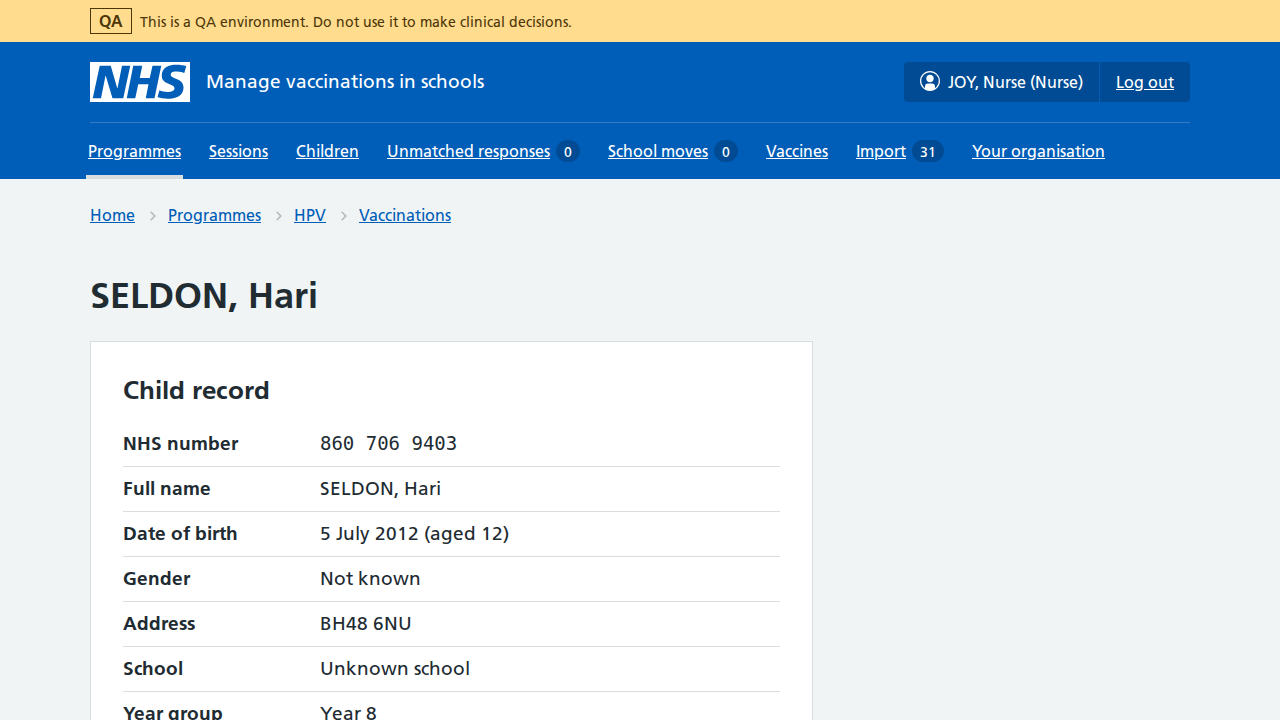 QA This is a QA environment. Do not use it to make clinical decisions.
NHS Manage vaccinations in schools JOY, Nurse (Nurse) Log out
Programmes Sessions Children Unmatched responses 0 School moves 0 Vaccines Import 31 Your organisation
Home Programmes HPV Vaccinations
SELDON, Hari
Child record
NHS number 860 706 9403
Full name SELDON, Hari
Date of birth 5 July 2012 (aged 12)
Gender Not known
Address BH48 6NU
School Unknown school
Year group Year 8